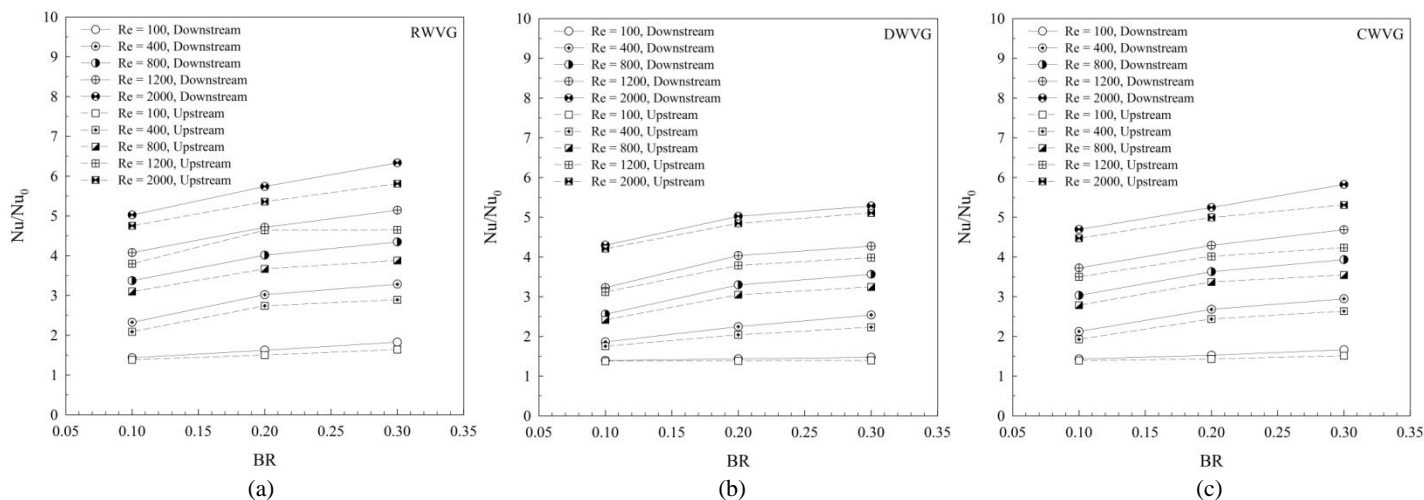 10
9
8
7
6
5
4
3
2
1
0
Nu/Nu0
Re = 100, Downstream
Re = 400, Downstream
Re = 800, Downstream
Re = 1200, Downstream
Re = 2000, Downstream
Re = 100, Upstream
Re = 400, Upstream
Re = 800, Upstream
Re = 1200, Upstream
Re = 2000, Upstream
RWVG
0.05 0.10 0.15 0.20 0.25 0.30 0.35
BR
(a)
10
9
8
7
6
5
4
3
2
1
0
Nu/Nu0
Re = 100, Downstream
Re = 400, Downstream
Re = 800, Downstream
Re = 1200, Downstream
Re = 2000, Downstream
Re = 100, Upstream
Re = 400, Upstream
Re = 800, Upstream
Re = 1200, Upstream
Re = 2000, Upstream
DWVG
0.05 0.10 0.15 0.20 0.25 0.30 0.35
BR
(b)
10
9
8
7
6
5
4
3
2
1
0
Nu/Nu0
Re = 100, Downstream
Re = 400, Downstream
Re = 800, Downstream
Re = 1200, Downstream
Re = 2000, Downstream
Re = 100, Upstream
Re = 400, Upstream
Re = 800, Upstream
Re = 1200, Upstream
Re = 2000, Upstream
CWVG
0.05 0.10 0.15 0.20 0.25 0.30 0.35
BR
(c)